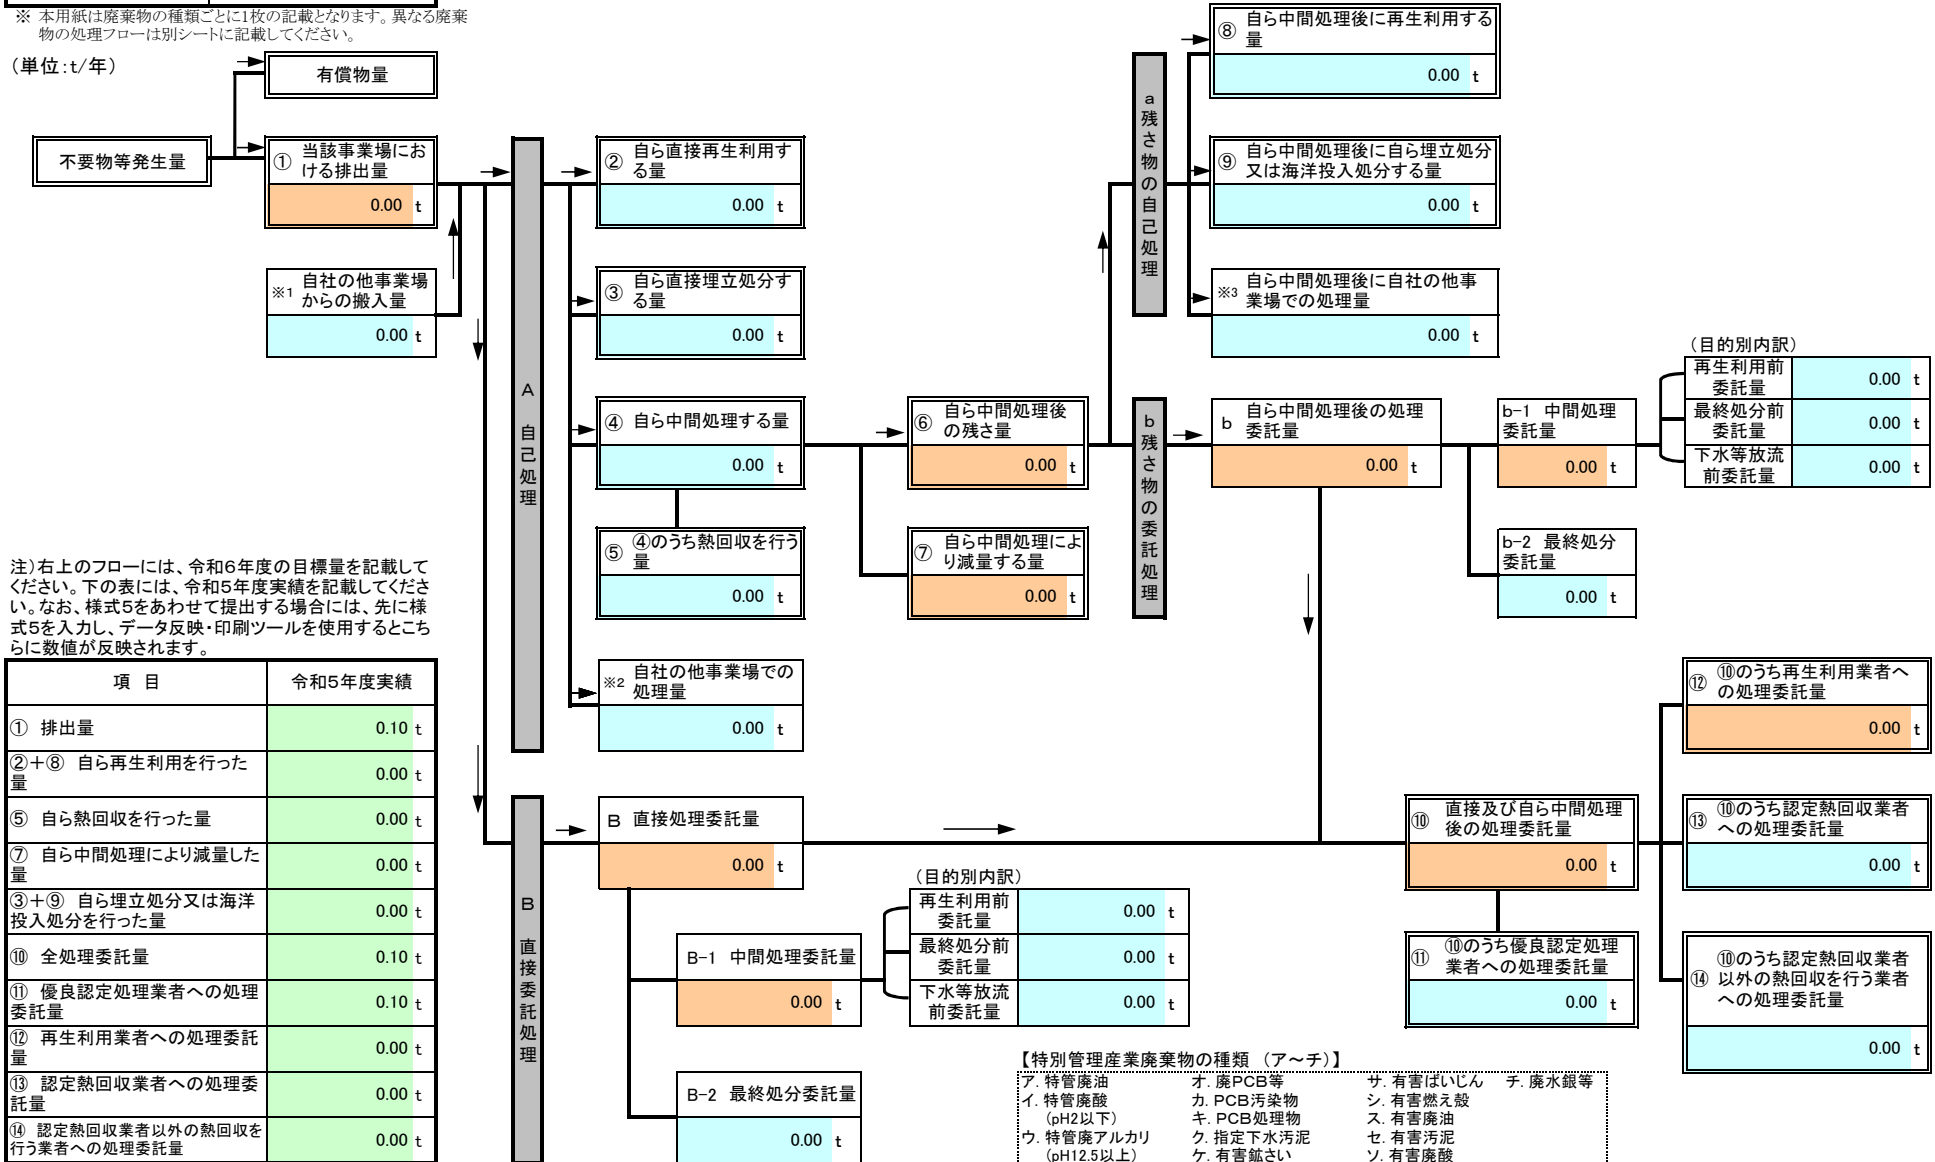 ※ 本用紙は廃棄物の種類ごとに1枚の記載となります。異なる廃棄
物の処理フローは別シートに記載してください。
(単位:t/年)
有償物量
不要物等発生量
① 当該事業場にお
ける排出量
0.00 t
※1 自社の他事業場
からの搬入量
0.00 t
A 自己処理
② 自ら直接再生利用す
る量
0.00 t
③ 自ら直接埋立処分す
る量
0.00 t
④ 自ら中間処理する量
0.00 t
⑤ ④のうち熱回収を行う
量
0.00 t
※2 自社の他事業場での
処理量
0.00 t
⑥ 自ら中間処理後
の残さ量
0.00 t
⑦ 自ら中間処理によ
り減量する量
0.00 t
a 残さ物の自己処理
⑧ 自ら中間処理後に再生利用する
量
0.00 t
⑨ 自ら中間処理後に自ら埋立処分
又は海洋投入処分する量
0.00 t
※3 自ら中間処理後に自社の他事
業場での処理量
0.00 t
b 残さ物の委託処理
b 自ら中間処理後の処理
委託量
0.00 t
b-1 中間処理
委託量
0.00 t
b-2 最終処分
委託量
0.00 t
(目的別内訳)
再生利用前
委託量
0.00 t
最終処分前
委託量
0.00 t
下水等放流
前委託量
0.00 t
注)右上のフローには、令和6年度の目標量を記載して
ください。下の表には、令和5年度実績を記載してくださ
い。なお、様式5をあわせて提出する場合には、先に様
式5を入力し、データ反映・印刷ツールを使用するとこち
らに数値が反映されます。
項 目 令和5年度実績
① 排出量 0.10 t
②+⑧ 自ら再生利用を行った
量 0.00 t
⑤ 自ら熱回収を行った量 0.00 t
⑦ 自ら中間処理により減量した
量 0.00 t
③+⑨ 自ら埋立処分又は海洋
投入処分を行った量 0.00 t
⑩ 全処理委託量 0.10 t
⑪ 優良認定処理業者への処理
委託量 0.10 t
⑫ 再生利用業者への処理委託
量 0.00 t
⑬ 認定熱回収業者への処理委
託量 0.00 t
⑭ 認定熱回収業者以外の熱回収を
行う業者への処理委託量 0.00 t
B 直接委託処理
B 直接処理委託量
0.00 t
B-1 中間処理委託量
0.00 t
B-2 最終処分委託量
0.00 t
(目的別内訳)
再生利用前
委託量
0.00 t
最終処分前
委託量
0.00 t
下水等放流
前委託量
0.00 t
⑩ 直接及び自ら中間処理
後の処理委託量
0.00 t
⑪ ⑩のうち優良認定処理
業者への処理委託量
0.00 t
⑫ ⑩のうち再生利用業者へ
の処理委託量
0.00 t
⑬ ⑩のうち認定熱回収業者
への処理委託量
0.00 t
⑭ ⑩のうち認定熱回収業者
以外の熱回収を行う業者
への処理委託量
0.00 t
【特別管理産業廃棄物の種類 (ア~チ)】
ア. 特管廃油 オ. 廃PCB等 サ. 有害ばいじん チ. 廃水銀等
イ. 特管廃酸 カ. PCB汚染物 シ. 有害燃え殻
(pH2以下) キ. PCB処理物 ス. 有害廃油
ウ. 特管廃アルカリ ク. 指定下水汚泥 セ. 有害汚泥
(pH12.5以上) ケ. 有害鉱さい ソ. 有害廃酸